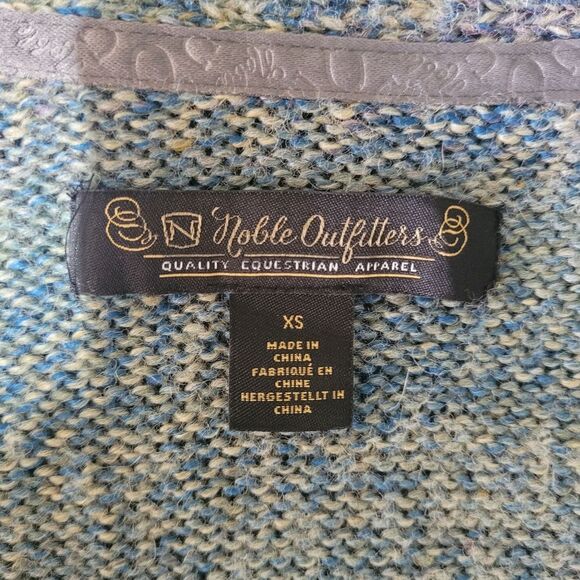 N Noble Outfitters
QUALITY EQUESTRIAN APPAREL
XS
MADE IN
CHINA
FABRIQUÉ EN
CHINE
HERGESTELLT IN
CHINA